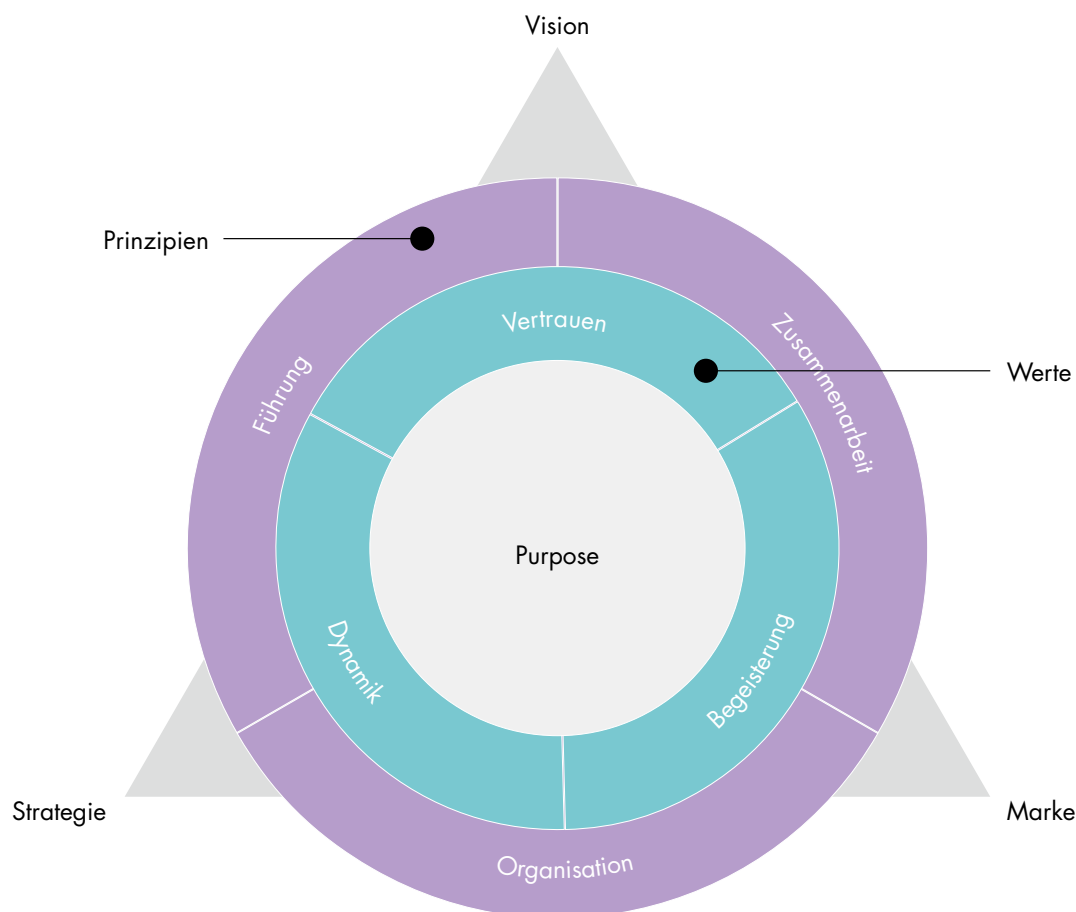 Vision
Prinzipien
Vertrauen
Zusammenarbeit
Führung
Werte
Purpose
Dynamik
Begeisterung
Strategie
Marke
Organisation